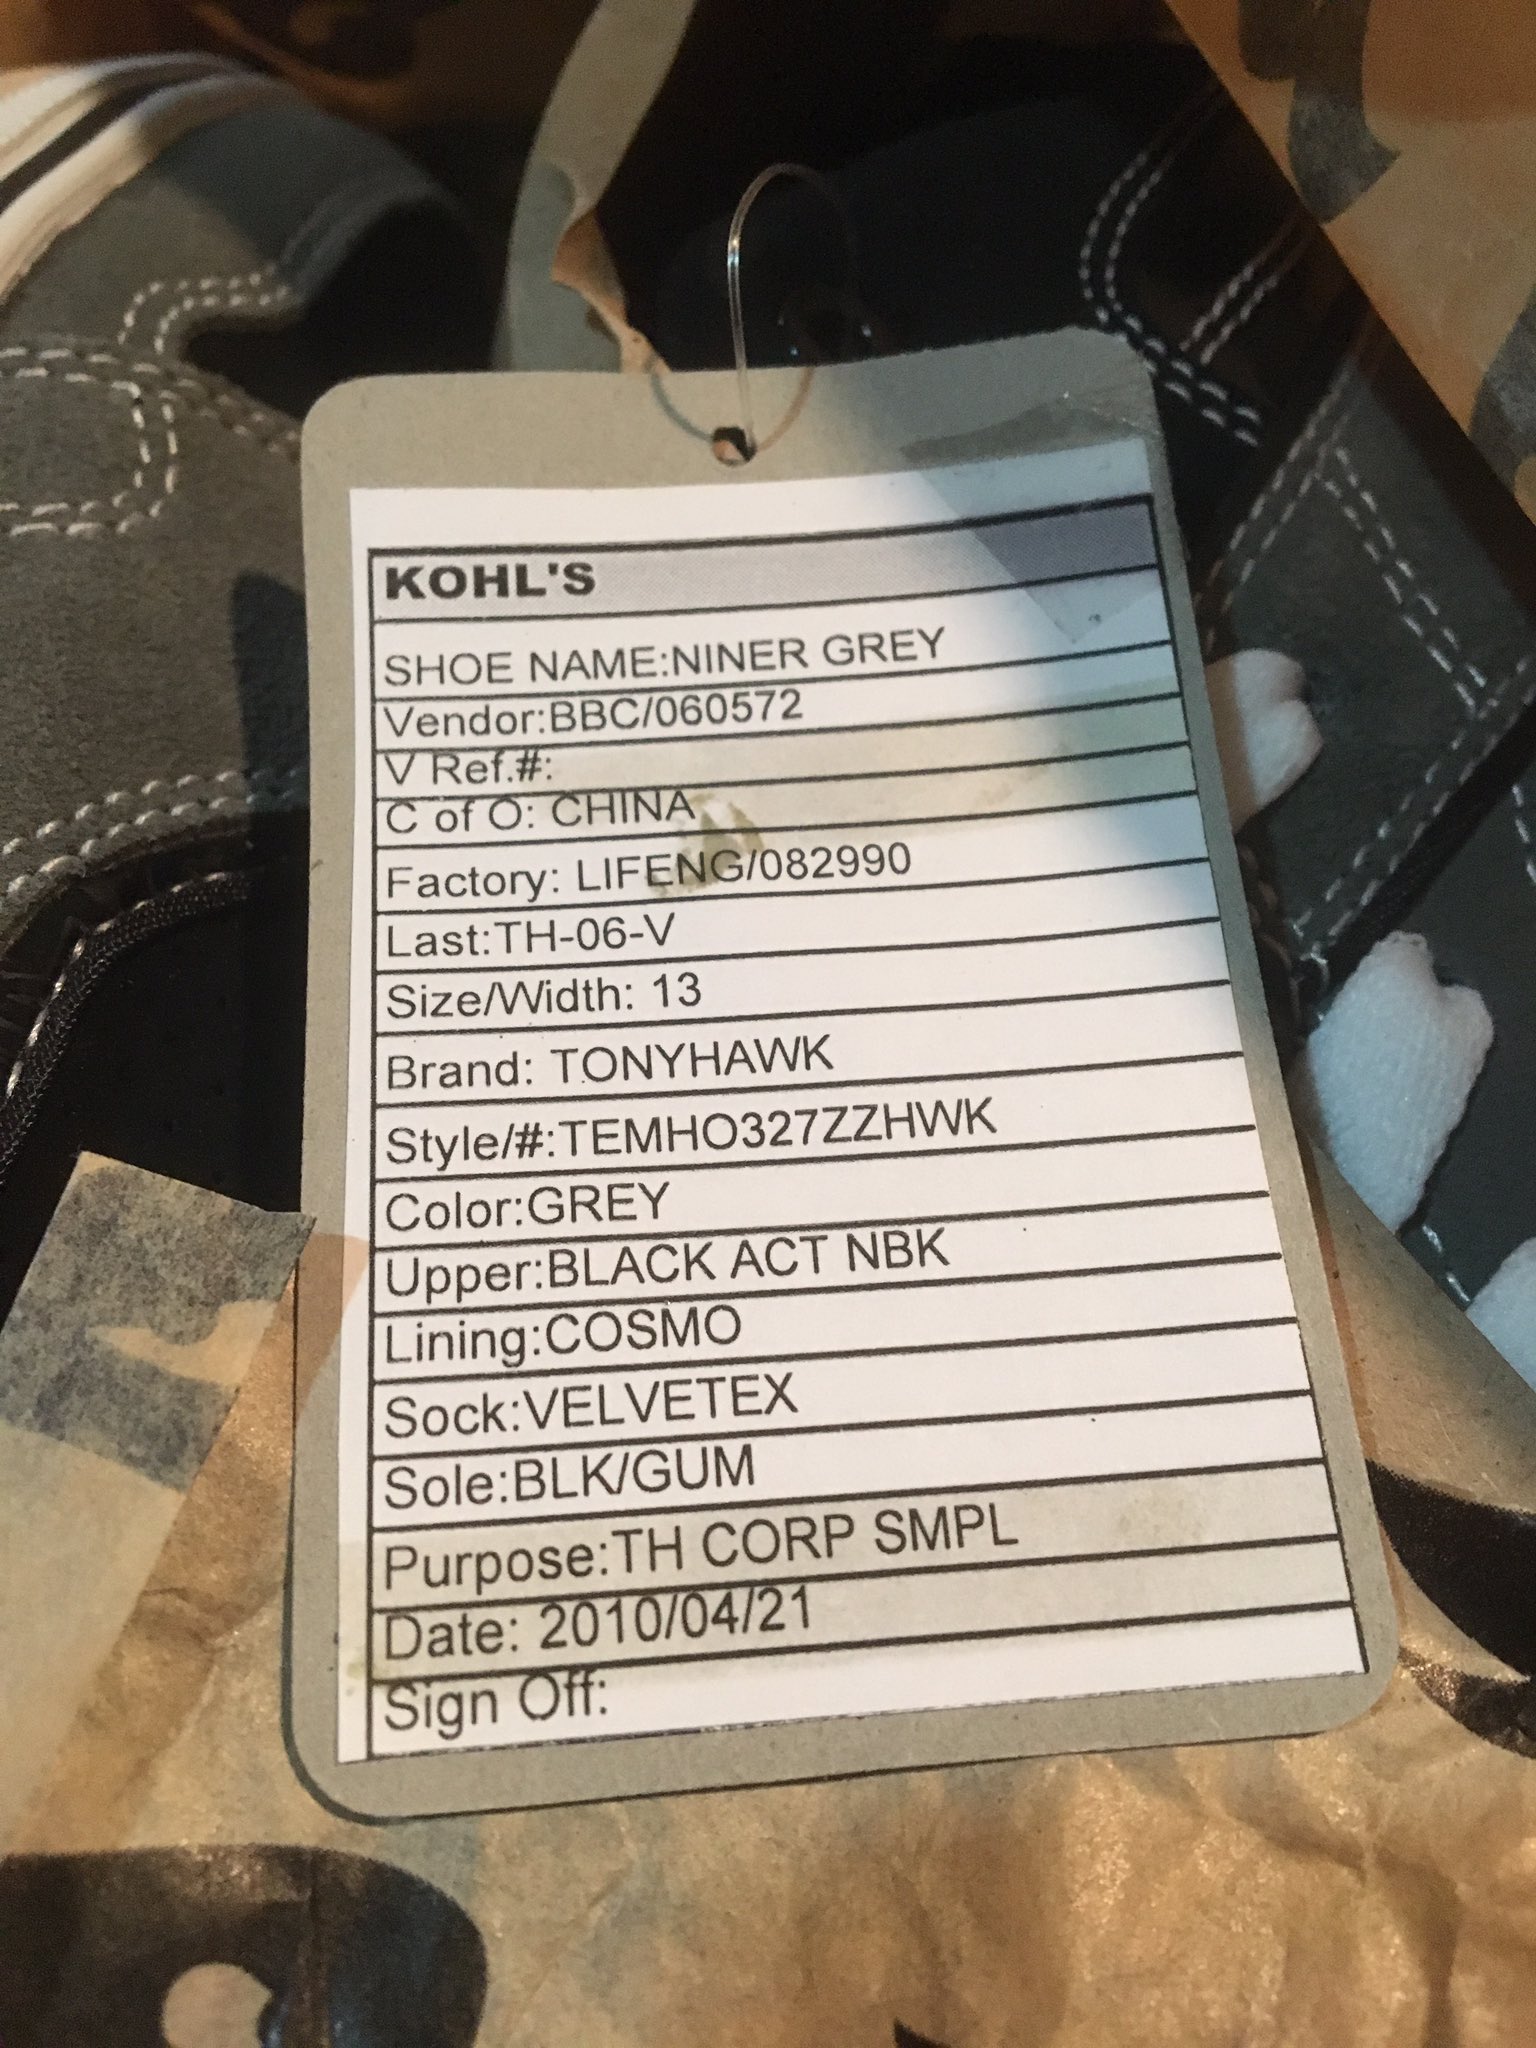 KOHL'S
SHOE NAME:NINER GREY
Vendor:BBC/060572
V Ref.#:
C of O: CHINA
Factory: LIFENG/082990
Last:TH-06-V
Size/Width: 13
Brand: TONYHAWK
Style/#:TEMHO327ZZHWK
Color:GREY
Upper:BLACK ACT NBK
Lining:COSMO
Sock:VELVETEX
Sole:BLK/GUM
Purpose:TH CORP SMPL
Date: 2010/04/21
Sign Off: